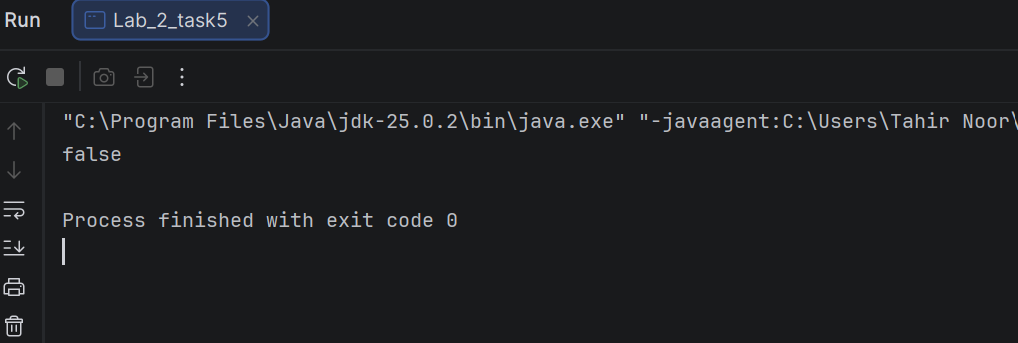 Run
Lab_2_task5
"C:\Program Files\Java\jdk-25.0.2\bin\java.exe" "-javaagent:C:\Users\Tahir Noor\
false
Process finished with exit code 0